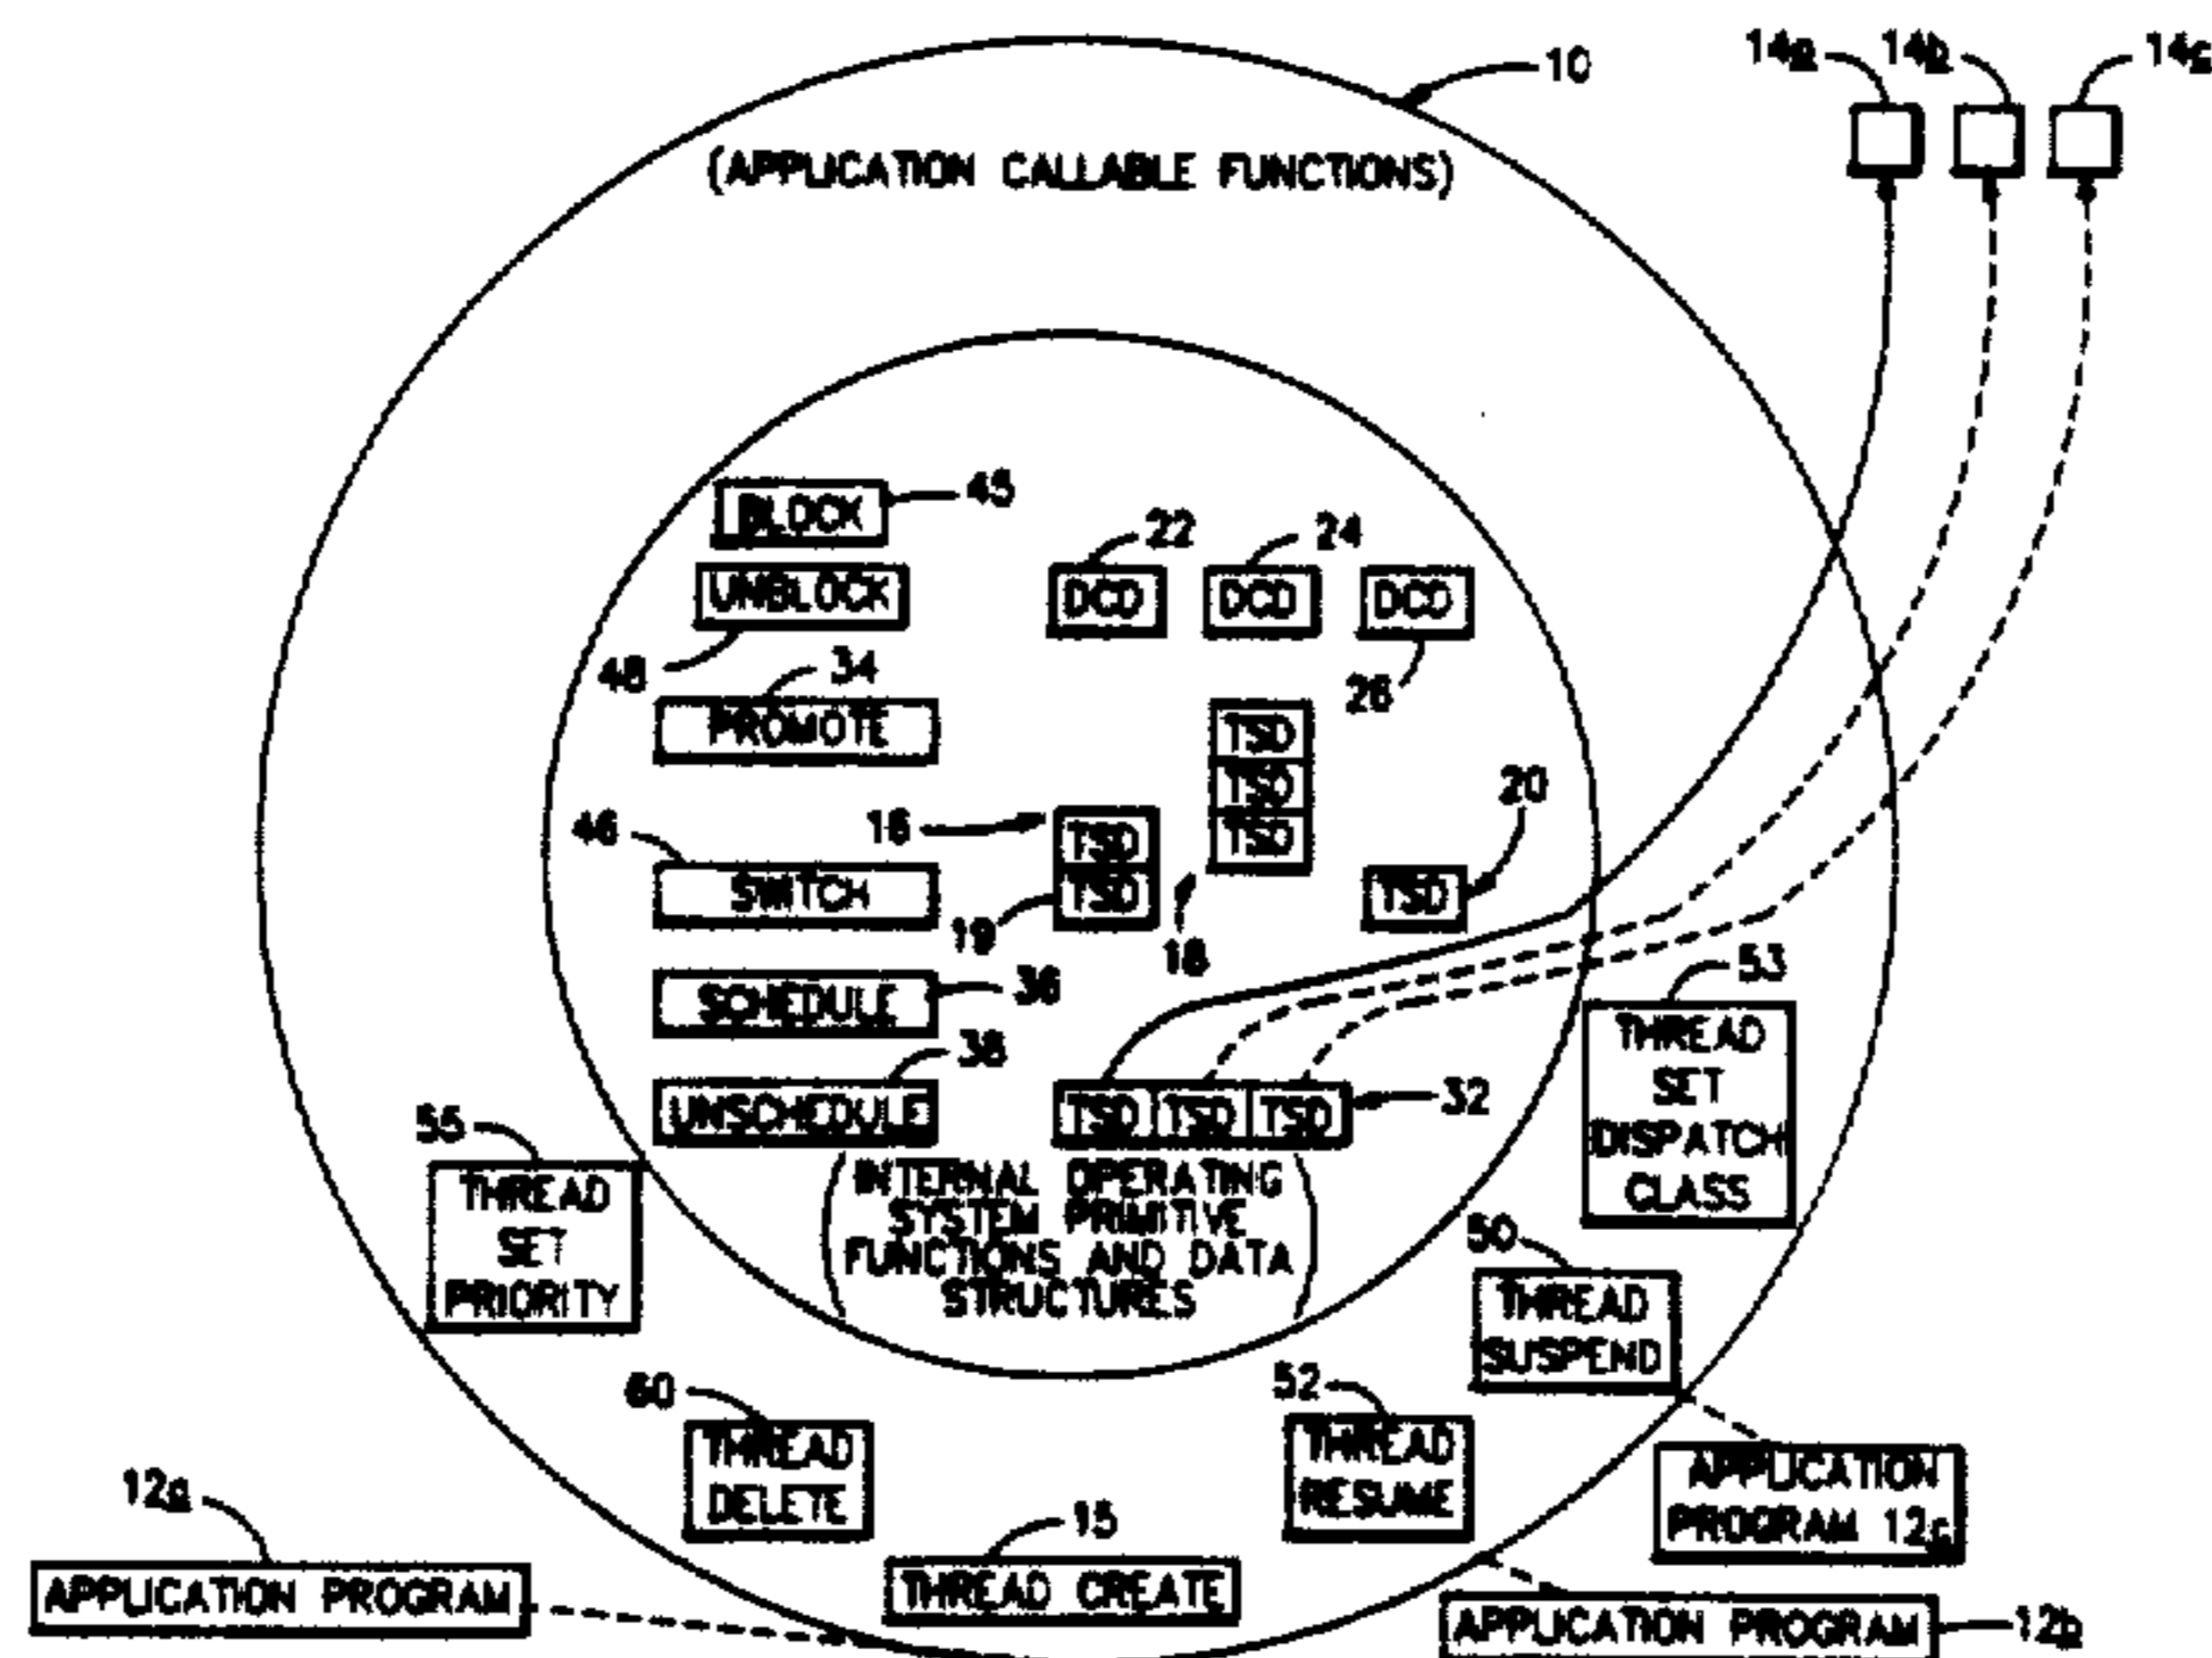 10
14a 14b 14c
(APPLICATION CALLABLE FUNCTIONS)
BLOCK
45
UNBLOCK
48
22
DCD
24
DCD
DCD
26
34
PROMOTE
TSD
TSD
TSD
18
16
TSD
TSD
19
20
TSD
46
SWITCH
SCHEDULE
36
38
UNSCHEDULE
TSD TSD TSD
32
INTERNAL OPERATING
SYSTEM PRIMITIVE
FUNCTIONS AND DATA
STRUCTURES
53
THREAD
SET
DISPATCH
CLASS
55
THREAD
SET
PRIORITY
50
THREAD
SUSPEND
60
THREAD
DELETE
52
THREAD
RESUME
15
THREAD CREATE
12a
APPLICATION PROGRAM
APPLICATION
PROGRAM 12c
APPLICATION PROGRAM
12b